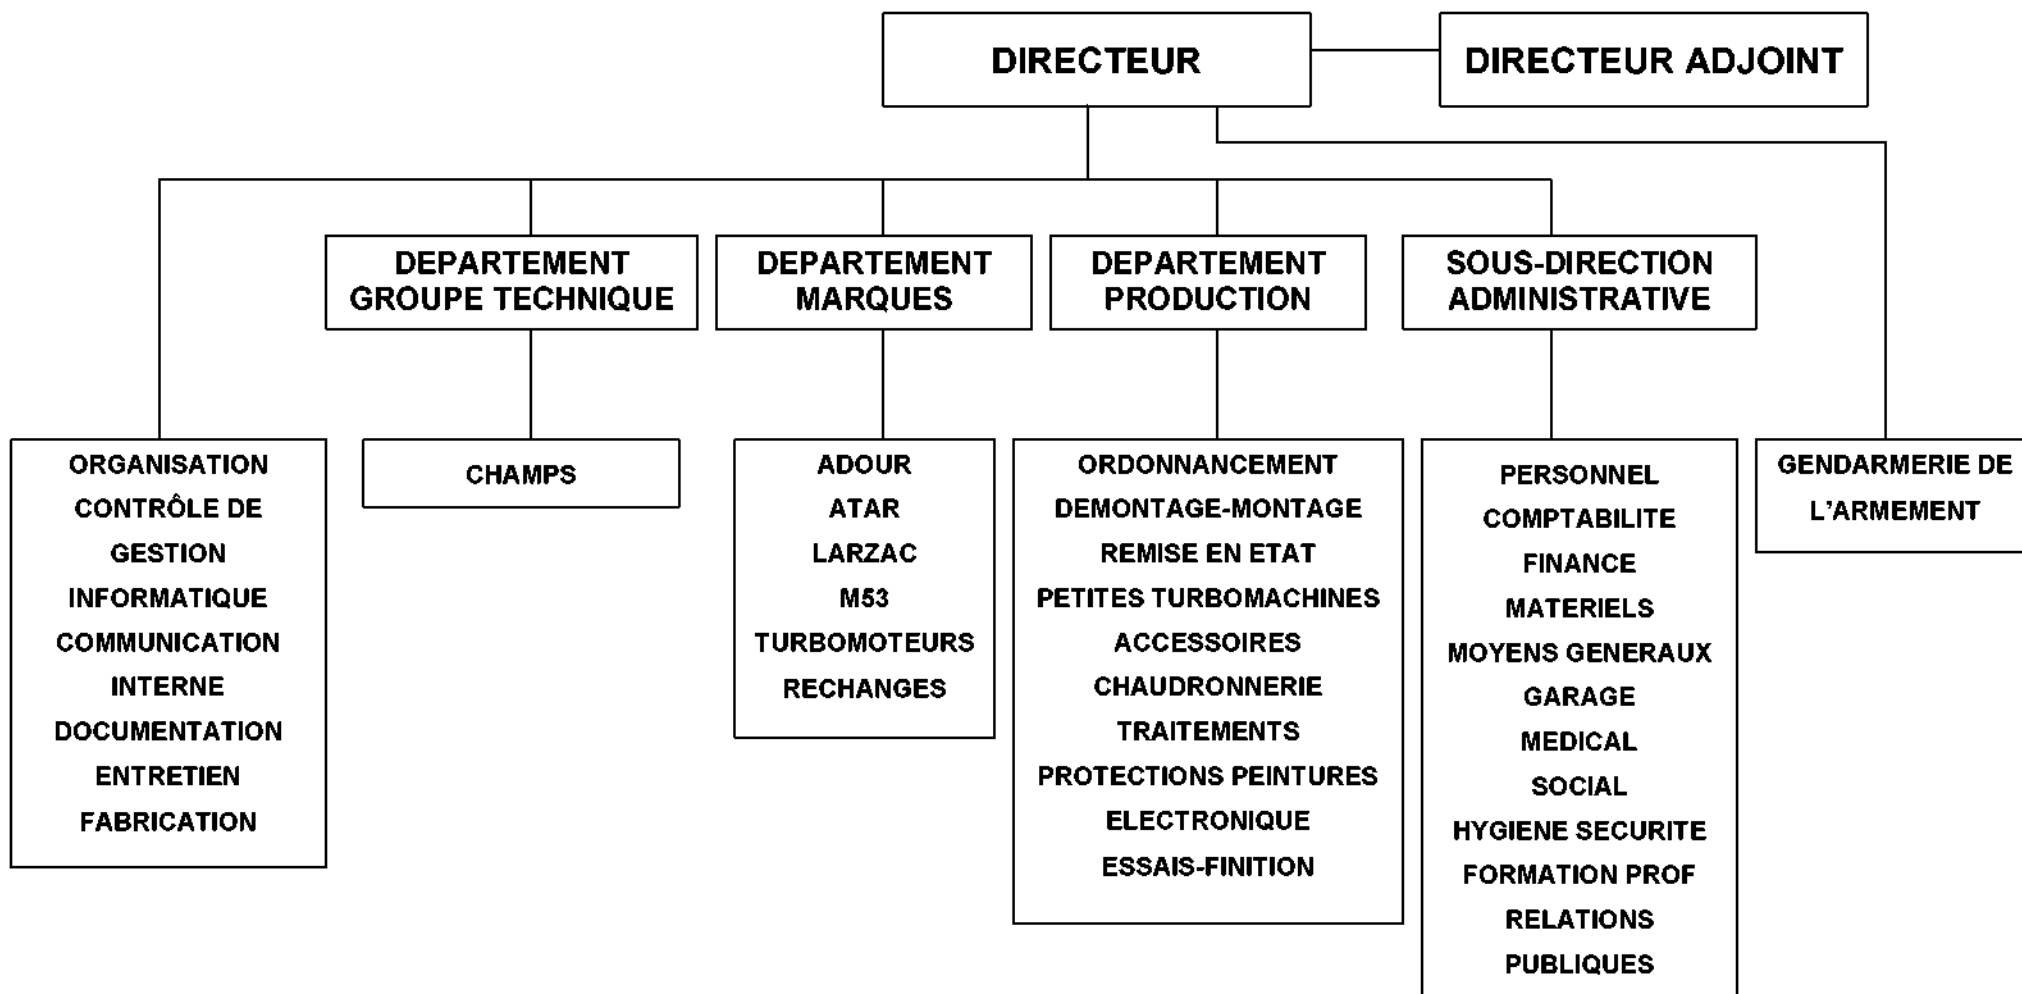 DIRECTEUR
DIRECTEUR ADJOINT
DEPARTEMENT
GROUPE TECHNIQUE
DEPARTEMENT
MARQUES
DEPARTEMENT
PRODUCTION
SOUS-DIRECTION
ADMINISTRATIVE
ORGANISATION
CONTRÔLE DE
GESTION
INFORMATIQUE
COMMUNICATION
INTERNE
DOCUMENTATION
ENTRETIEN
FABRICATION
CHAMPS
ADOUR
ATAR
LARZAC
M53
TURBOMOTEURS
RECHANGES
ORDONNANCEMENT
DEMONTAGE-MONTAGE
REMISE EN ETAT
PETITES TURBOMACHINES
ACCESSOIRES
CHAUDRONNERIE
TRAITEMENTS
PROTECTIONS PEINTURES
ELECTRONIQUE
ESSAIS-FINITION
PERSONNEL
COMPTABILITE
FINANCE
MATERIELS
MOYENS GENERAUX
GARAGE
MEDICAL
SOCIAL
HYGIENE SECURITE
FORMATION PROF
RELATIONS
PUBLIQUES
GENDARMERIE DE
L’ARMEMENT